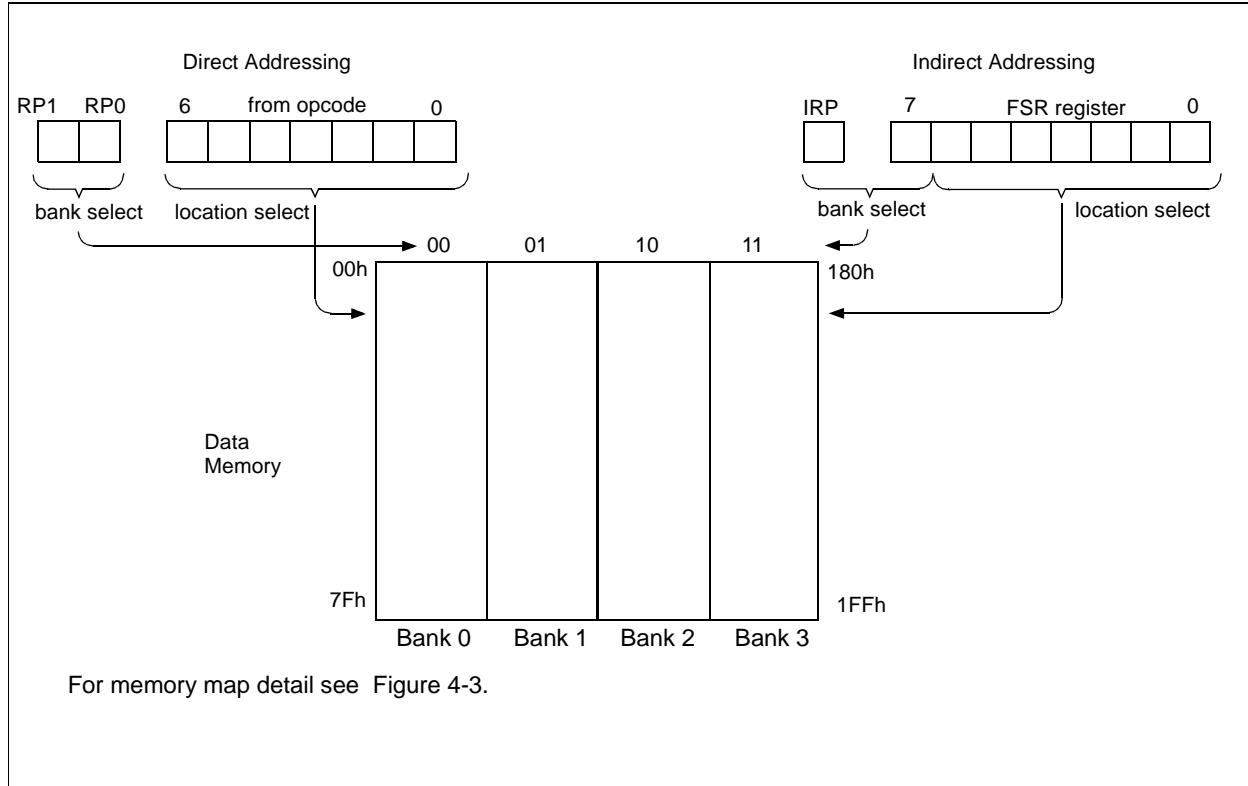 Direct Addressing
Indirect Addressing
RP1 RP0 6 from opcode 0
IRP 7 FSR register 0
bank select location select
bank select location select
00 01 10 11
00h 180h
Data
Memory
7Fh 1FFh
Bank 0 Bank 1 Bank 2 Bank 3
For memory map detail see Figure 4-3.